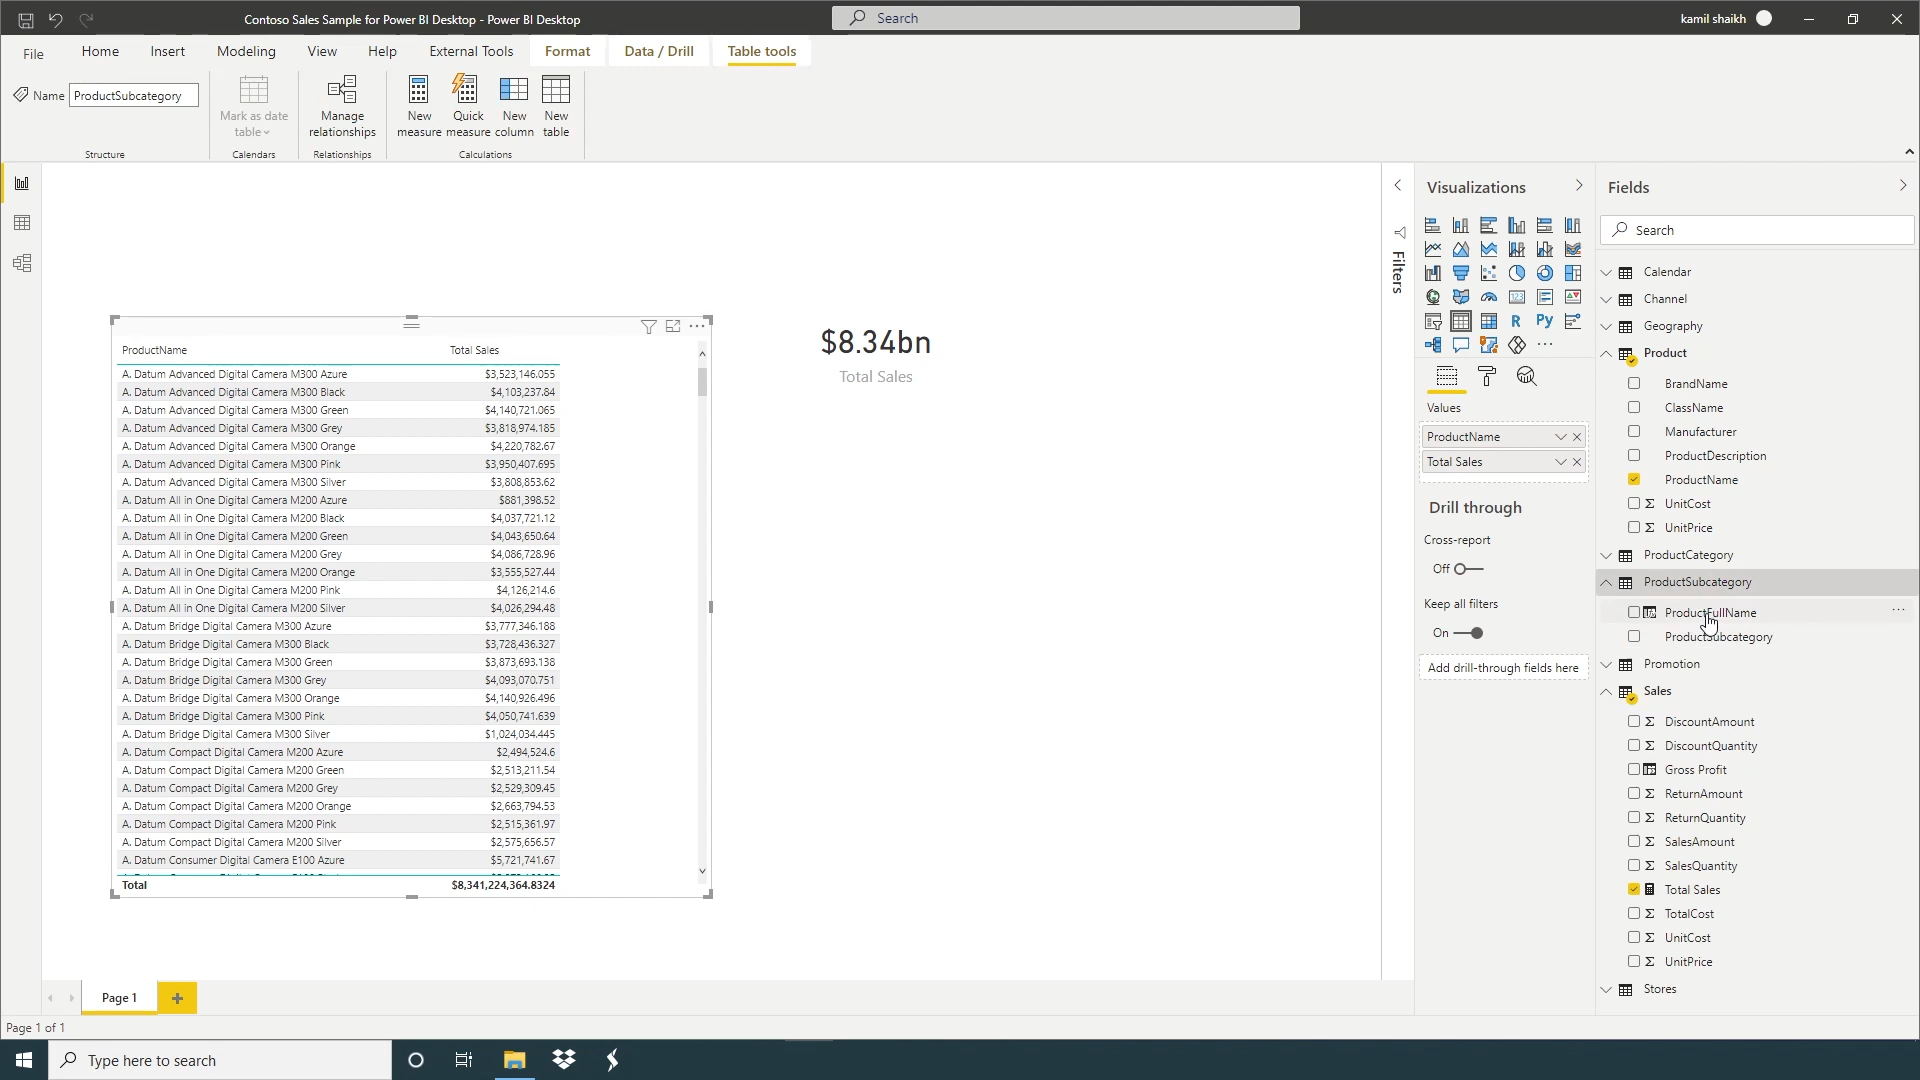 Contoso Sales Sample for Power BI Desktop - Power BI Desktop
Search
kamil shaikh
File
Home
Insert
Modeling
View
Help
External Tools
Format
Data / Drill
Table tools
Name
ProductSubcategory
Mark as date
table
Manage
relationships
New
measure
Quick
measure
New
column
New
table
Structure
Calendars
Relationships
Calculations
ProductName Total Sales
A. Datum Advanced Digital Camera M300 Azure $3,523,146.055
A. Datum Advanced Digital Camera M300 Black $4,103,237.84
A. Datum Advanced Digital Camera M300 Green $4,140,721.065
A. Datum Advanced Digital Camera M300 Grey $3,818,974.185
A. Datum Advanced Digital Camera M300 Orange $4,220,782.67
A. Datum Advanced Digital Camera M300 Pink $3,950,407.695
A. Datum Advanced Digital Camera M300 Silver $3,808,853.62
A. Datum All in One Digital Camera M200 Azure $881,398.52
A. Datum All in One Digital Camera M200 Black $4,037,721.12
A. Datum All in One Digital Camera M200 Green $4,043,650.64
A. Datum All in One Digital Camera M200 Grey $4,086,728.96
A. Datum All in One Digital Camera M200 Orange $3,555,527.44
A. Datum All in One Digital Camera M200 Pink $4,126,214.6
A. Datum All in One Digital Camera M200 Silver $4,026,294.48
A. Datum Bridge Digital Camera M300 Azure $3,777,346.188
A. Datum Bridge Digital Camera M300 Black $3,728,436.327
A. Datum Bridge Digital Camera M300 Green $3,873,693.138
A. Datum Bridge Digital Camera M300 Grey $4,093,070.751
A. Datum Bridge Digital Camera M300 Orange $4,140,926.496
A. Datum Bridge Digital Camera M300 Pink $4,050,741.639
A. Datum Bridge Digital Camera M300 Silver $1,024,034.445
A. Datum Compact Digital Camera M200 Azure $2,494,524.6
A. Datum Compact Digital Camera M200 Green $2,513,211.54
A. Datum Compact Digital Camera M200 Grey $2,529,309.45
A. Datum Compact Digital Camera M200 Orange $2,663,794.53
A. Datum Compact Digital Camera M200 Pink $2,515,361.97
A. Datum Compact Digital Camera M200 Silver $2,575,656.57
A. Datum Consumer Digital Camera E100 Azure $5,721,741.67
Total $8,341,224,364.8324
$8.34bn
Total Sales
Filters
Visualizations
123
R
Py
Values
ProductName
Total Sales
Drill through
Cross-report
Off
Keep all filters
On
Add drill-through fields here
Fields
Search
Calendar
Channel
Geography
Product
BrandName
ClassName
Manufacturer
ProductDescription
ProductName
Σ UnitCost
Σ UnitPrice
ProductCategory
ProductSubcategory
ProductFullName
ProductSubcategory
Promotion
Sales
Σ DiscountAmount
Σ DiscountQuantity
Gross Profit
Σ ReturnAmount
Σ ReturnQuantity
Σ SalesAmount
Σ SalesQuantity
Total Sales
Σ TotalCost
Σ UnitCost
Σ UnitPrice
Stores
Page 1
Page 1 of 1
Type here to search